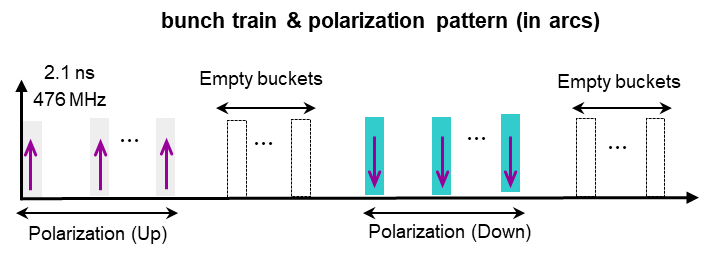 bunch train & polarization pattern (in arcs)
2.1 ns
476 MHz
Empty buckets
Empty buckets
...
...
...
...
Polarization (Up)
Polarization (Down)